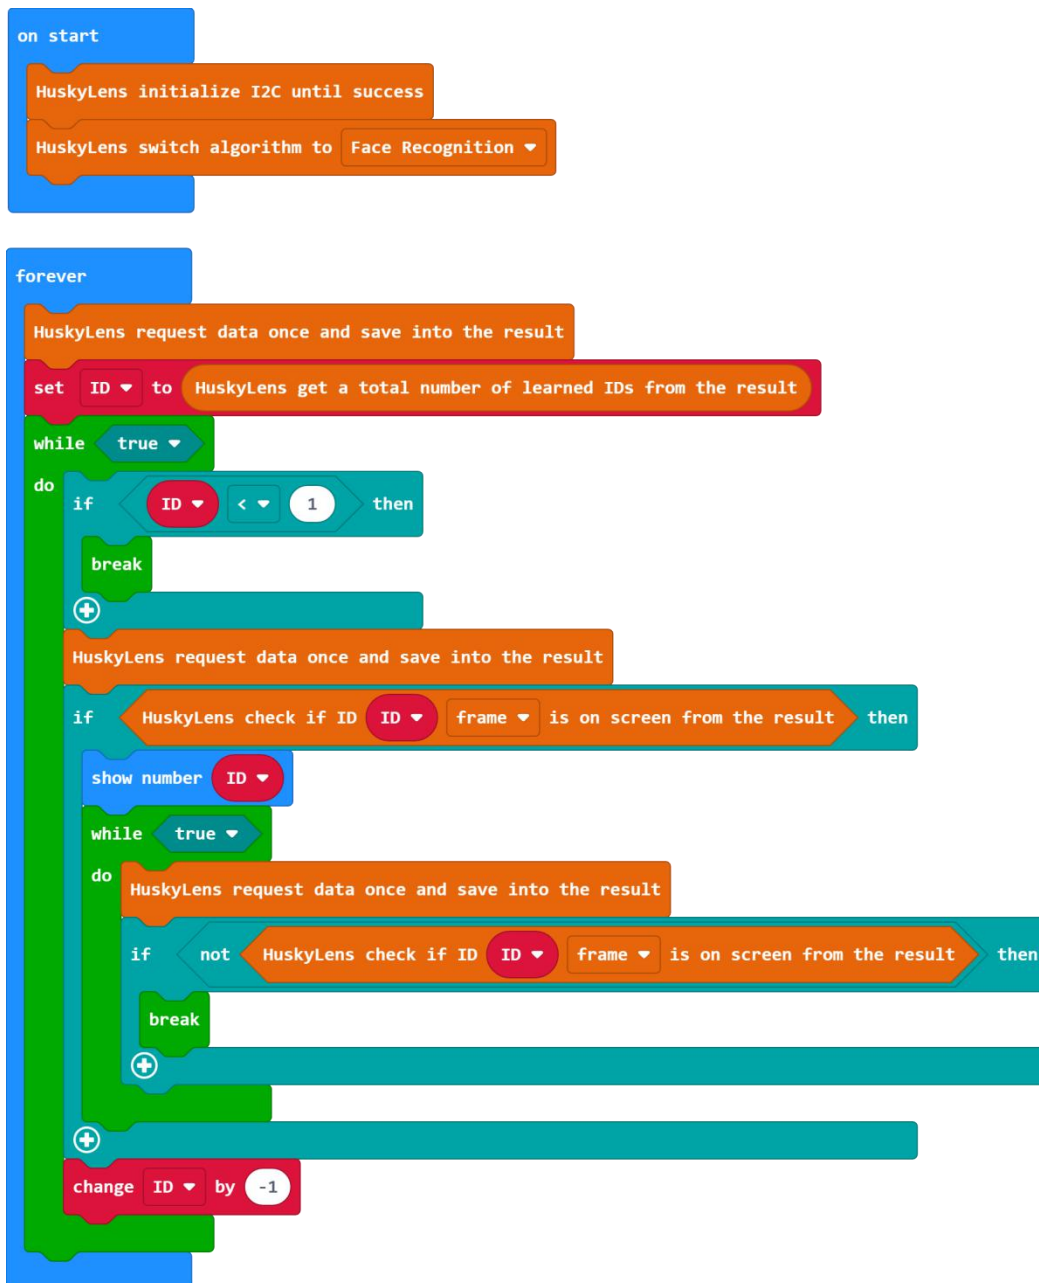 on start
HuskyLens initialize I2C until success
HuskyLens switch algorithm to Face Recognition
forever
HuskyLens request data once and save into the result
set ID to HuskyLens get a total number of learned IDs from the result
while true
do
if ID < 1 then
break
HuskyLens request data once and save into the result
if HuskyLens check if ID ID frame is on screen from the result then
show number ID
while true
do
HuskyLens request data once and save into the result
if not HuskyLens check if ID ID frame is on screen from the result then
break
change ID by -1